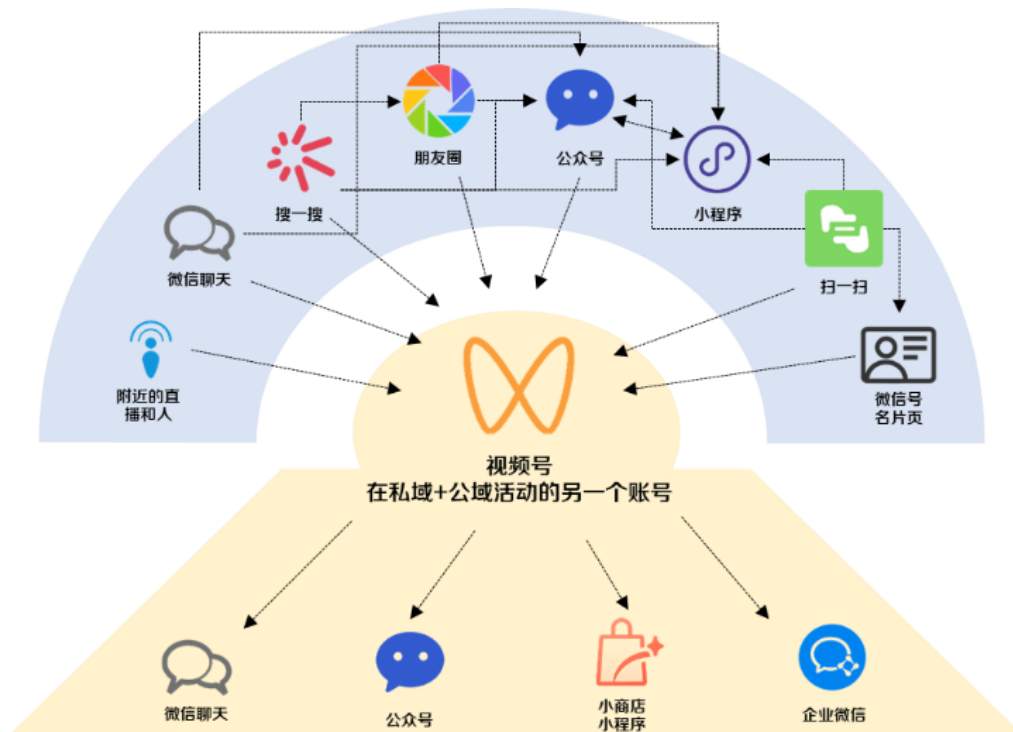 朋友圈
公众号
搜一搜
小程序
微信聊天
扫一扫
附近的直
播和人
微信号
名片页
视频号
在私域+公域活动的另一个账号
微信聊天
公众号
小商店
小程序
企业微信